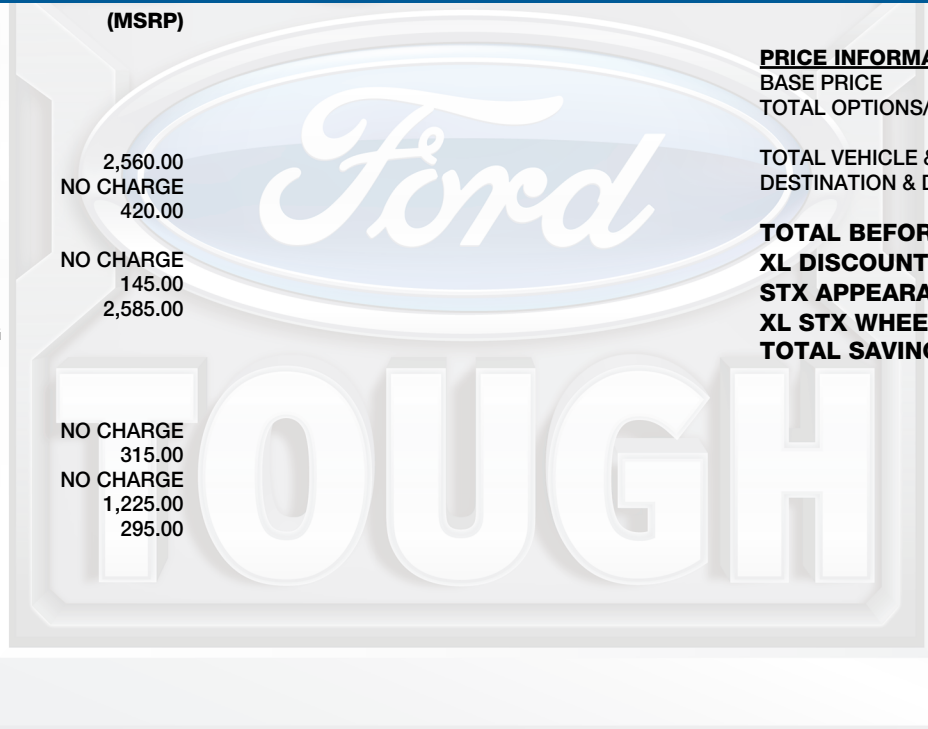 (MSRP)
2,560.00
NO CHARGE
420.00
NO CHARGE
145.00
2,585.00
NO CHARGE
315.00
NO CHARGE
1,225.00
295.00
PRICE INFORMA
BASE PRICE
TOTAL OPTIONS/
TOTAL VEHICLE &
DESTINATION & D
TOTAL BEFOR
XL DISCOUNT
STX APPEARA
XL STX WHEE
TOTAL SAVING
Ford
TOUGH